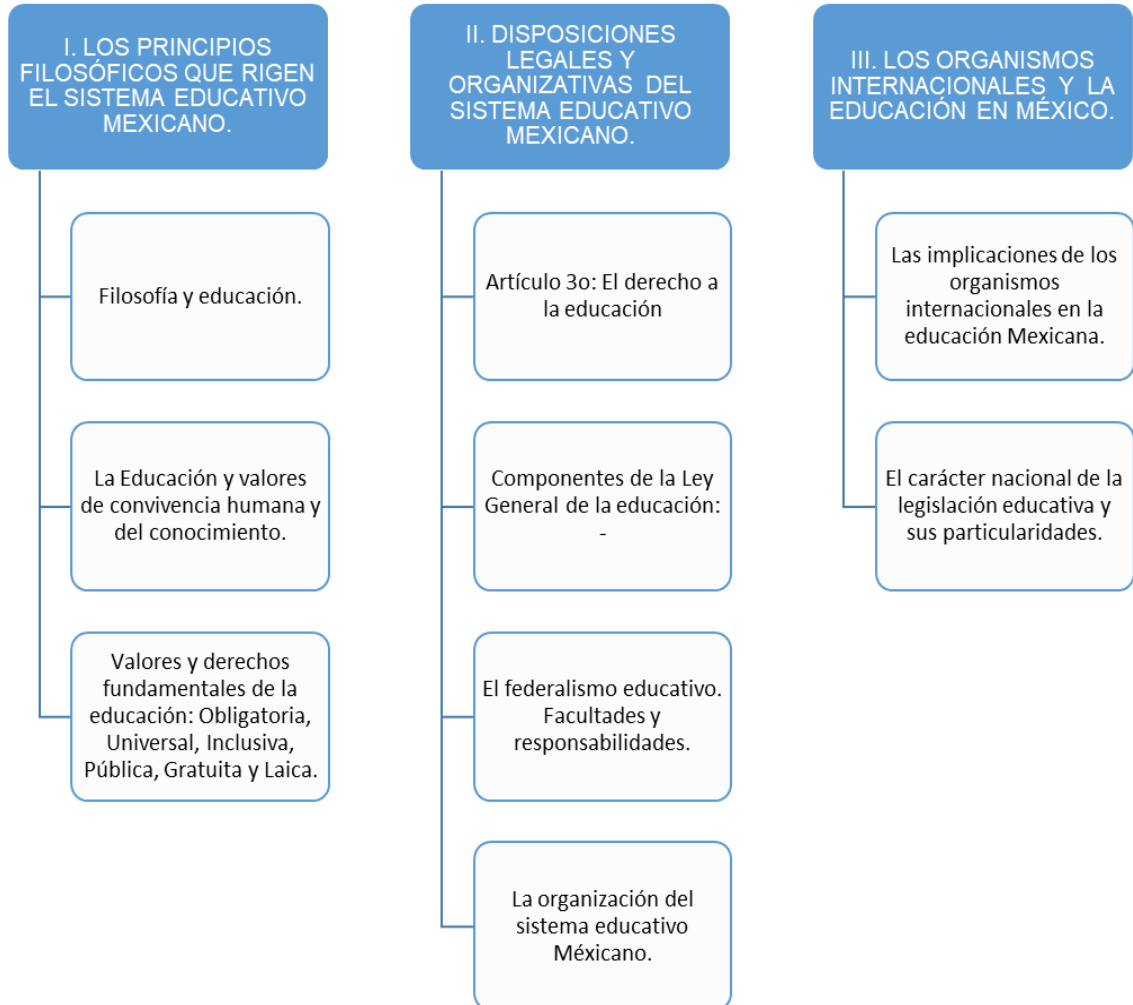 I. LOS PRINCIPIOS
FILOSÓFICOS QUE RIGEN
EL SISTEMA EDUCATIVO
MEXICANO.
Filosofía y educación.
La Educación y valores
de convivencia humana y
del conocimiento.
Valores y derechos
fundamentales de la
educación: Obligatoria,
Universal, Inclusiva,
Pública, Gratuita y Laica.
II. DISPOSICIONES
LEGALES Y
ORGANIZATIVAS DEL
SISTEMA EDUCATIVO
MEXICANO.
Artículo 3o: El derecho a
la educación
Componentes de la Ley
General de la educación:
-
El federalismo educativo.
Facultades y
responsabilidades.
La organización del
sistema educativo
Méxicano.
III. LOS ORGANISMOS
INTERNACIONALES Y LA
EDUCACIÓN EN MÉXICO.
Las implicaciones de los
organismos
internacionales en la
educación Mexicana.
El carácter nacional de la
legislación educativa y
sus particularidades.